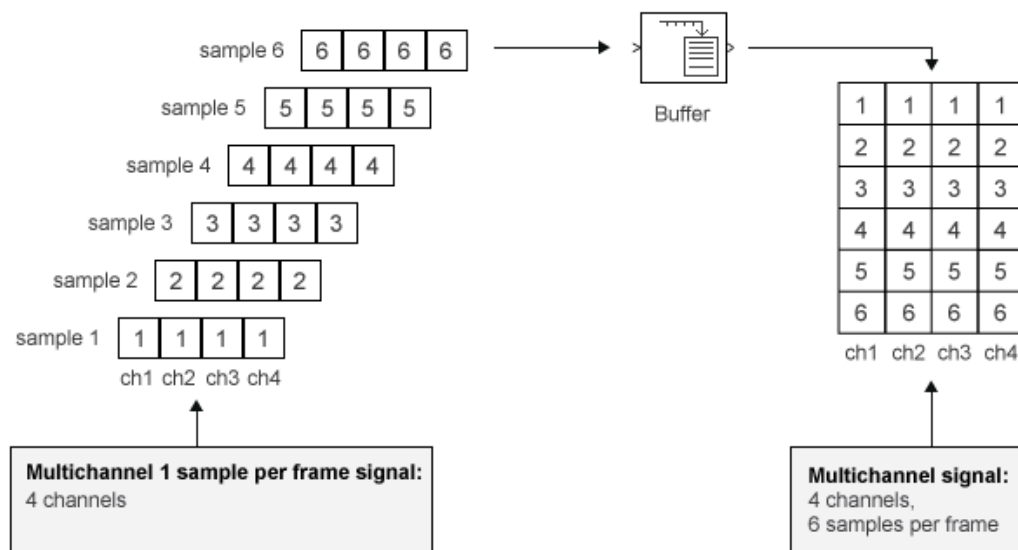 sample 6 6 6 6 6
sample 5 5 5 5 5
sample 4 4 4 4 4
sample 3 3 3 3 3
sample 2 2 2 2 2
sample 1 1 1 1 1
ch1 ch2 ch3 ch4
Multichannel 1 sample per frame signal:
4 channels
Buffer
1 1 1 1
2 2 2 2
3 3 3 3
4 4 4 4
5 5 5 5
6 6 6 6
ch1 ch2 ch3 ch4
Multichannel signal:
4 channels,
6 samples per frame